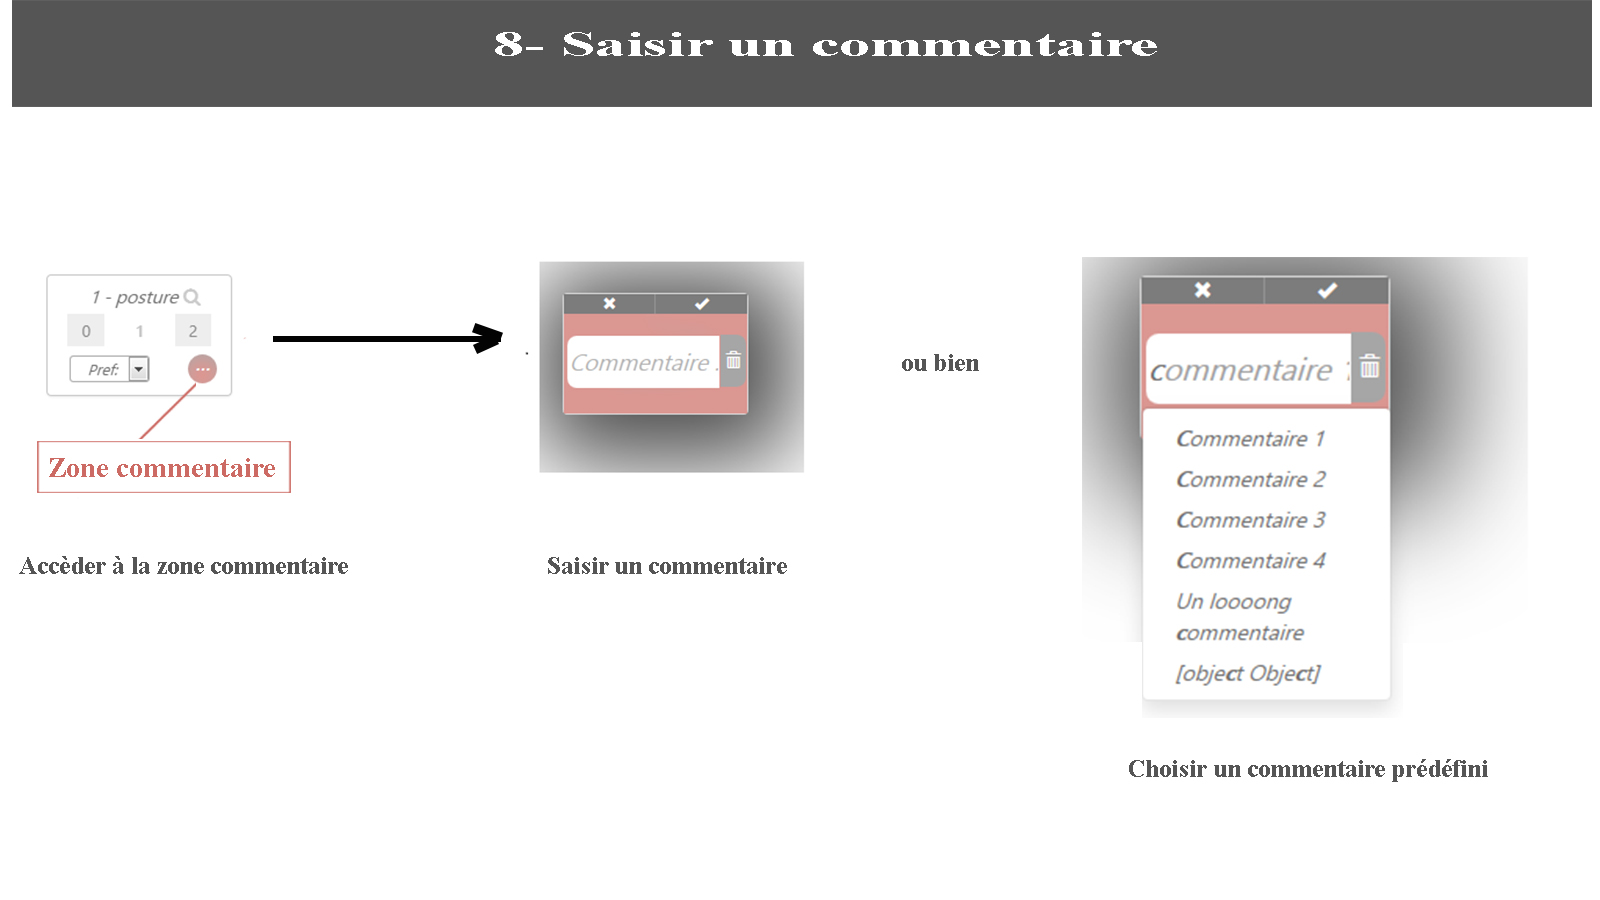 8- Saisir un commentaire
1 - posture
0 1 2
Pref:
Zone commentaire
Accèder à la zone commentaire
Commentaire .
Saisir un commentaire
ou bien
commentaire
Commentaire 1
Commentaire 2
Commentaire 3
Commentaire 4
Un loooong
commentaire
[object Object]
Choisir un commentaire prédéfini